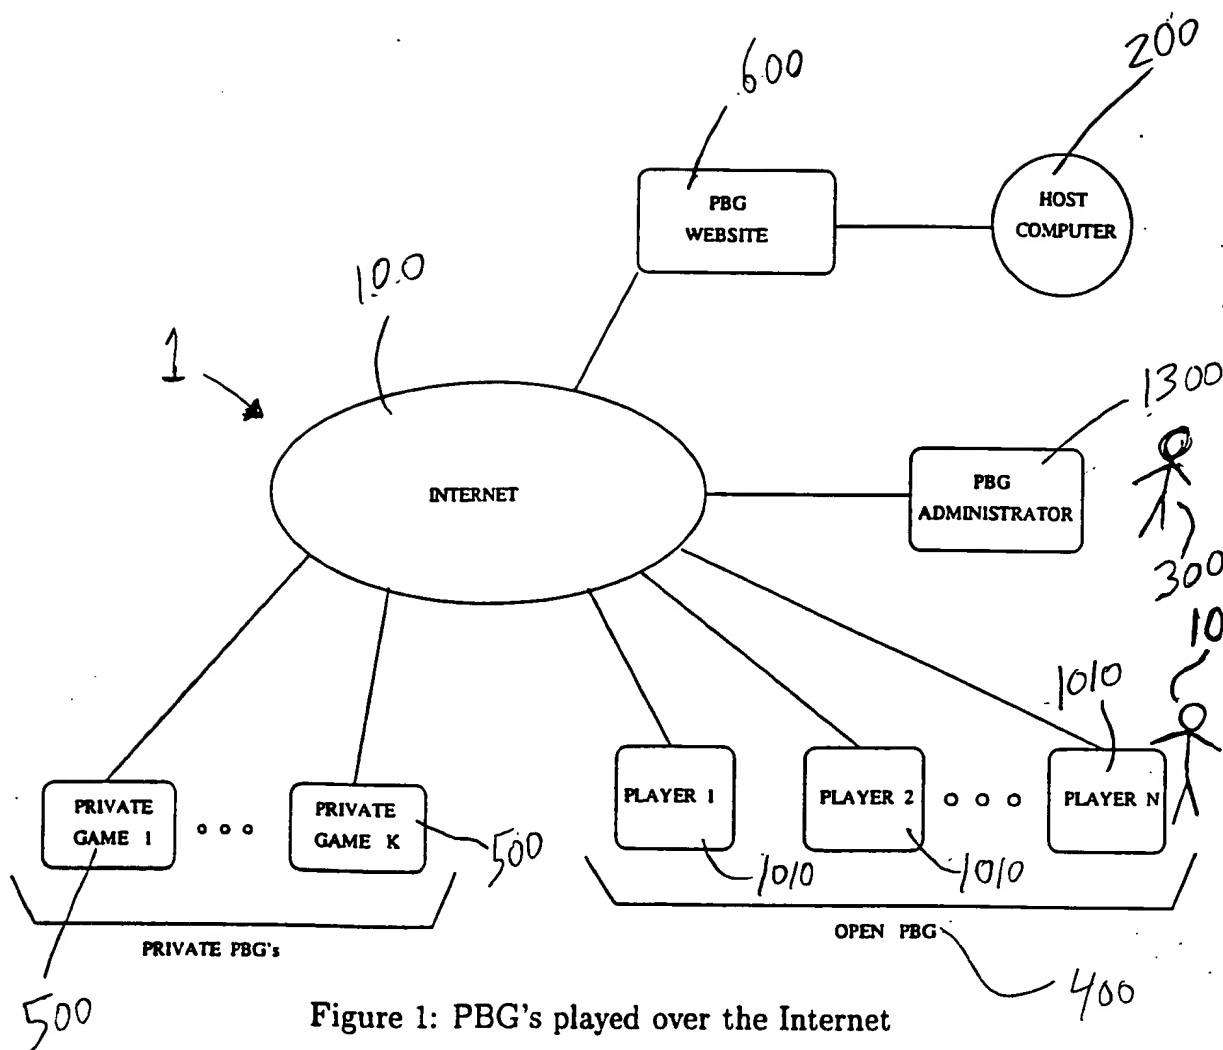 600
200
PBG
WEBSITE
HOST
COMPUTER
100
1
1300
INTERNET
PBG
ADMINISTRATOR
300
10
1010
PRIVATE
GAME 1
PRIVATE
GAME K
500
PLAYER 1
PLAYER 2
PLAYER N
1010
1010
PRIVATE PBG's
OPEN PBG
500
400
Figure 1: PBG's played over the Internet